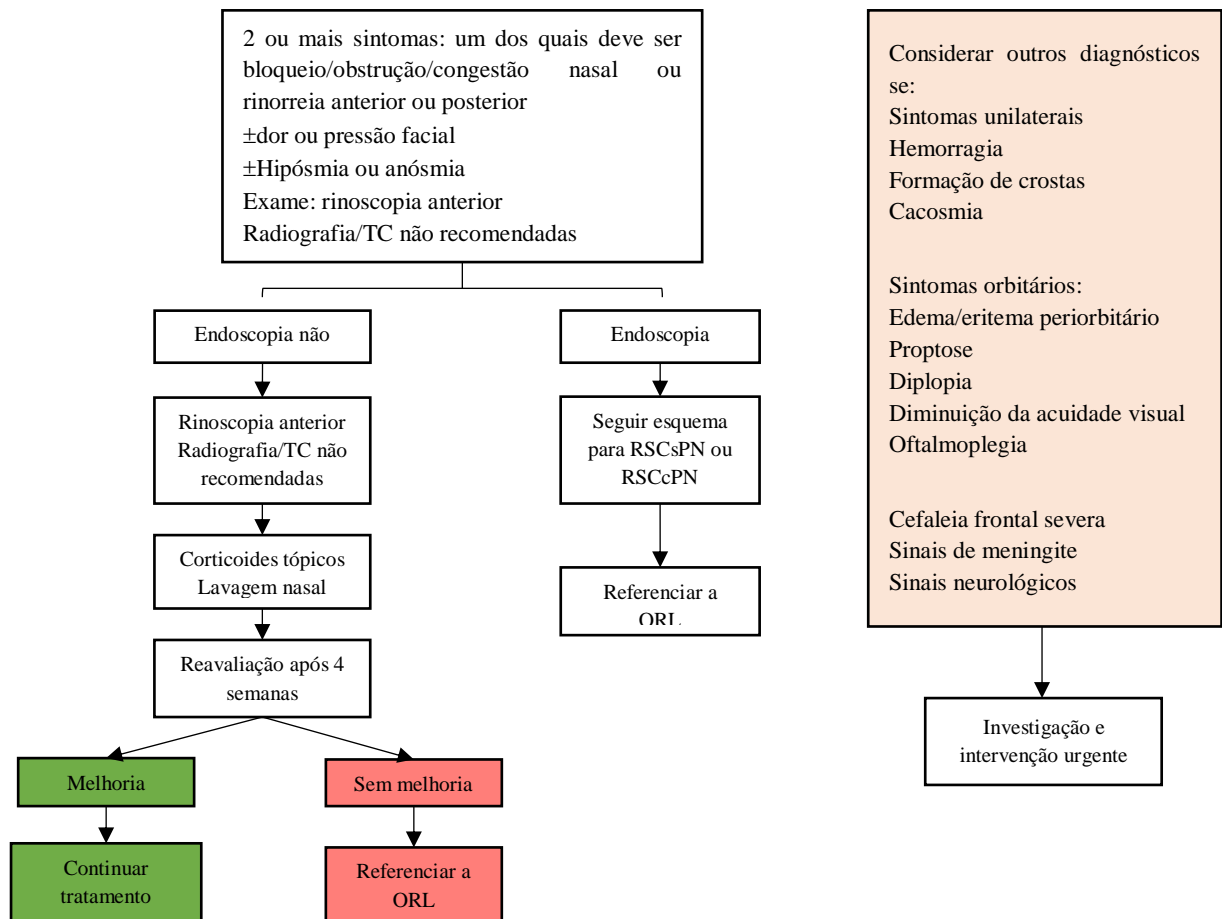 2 ou mais sintomas: um dos quais deve ser
bloqueio/obstrução/congestão nasal ou
rinorreia anterior ou posterior
±dor ou pressão facial
±Hipósmia ou anósmia
Exame: rinoscopia anterior
Radiografia/TC não recomendadas
Endoscopia não
Rinoscopia anterior
Radiografia/TC não
recomendadas
Corticoides tópicos
Lavagem nasal
Reavaliação após 4
semanas
Melhoria
Continuar
tratamento
Sem melhoria
Referenciar a
ORL
Endoscopia
Seguir esquema
para RSCsPN ou
RSCcPN
Referenciar a
ORL
Considerar outros diagnósticos
se:
Sintomas unilaterais
Hemorragia
Formação de crostas
Cacosmia
Sintomas orbitários:
Edema/eritema periorbitário
Proptose
Diplopia
Diminuição da acuidade visual
Oftalmoplegia
Cefaleia frontal severa
Sinais de meningite
Sinais neurológicos
Investigação e
intervenção urgente